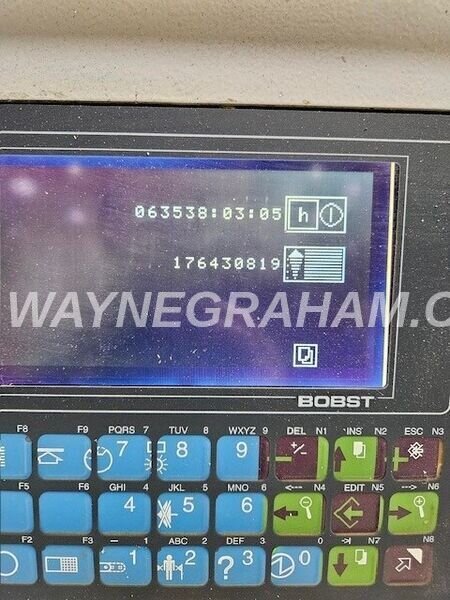 063538:03:05 h
176430819
WAYNEGRAHAM.C
BOBST
F8 F9 PQRS 7 TUV 8 WXYZ 9 DEL N1 INS N2 ESC N3
7 8 9 +/-
F5 F6 GHI 4 JKL 5 MNO 6 <--- N4 EDIT N5 ---> N6
4 5 6
F2 F3 1 ABC 2 DEF 3 0 N7 N8
1 2 3 0
?